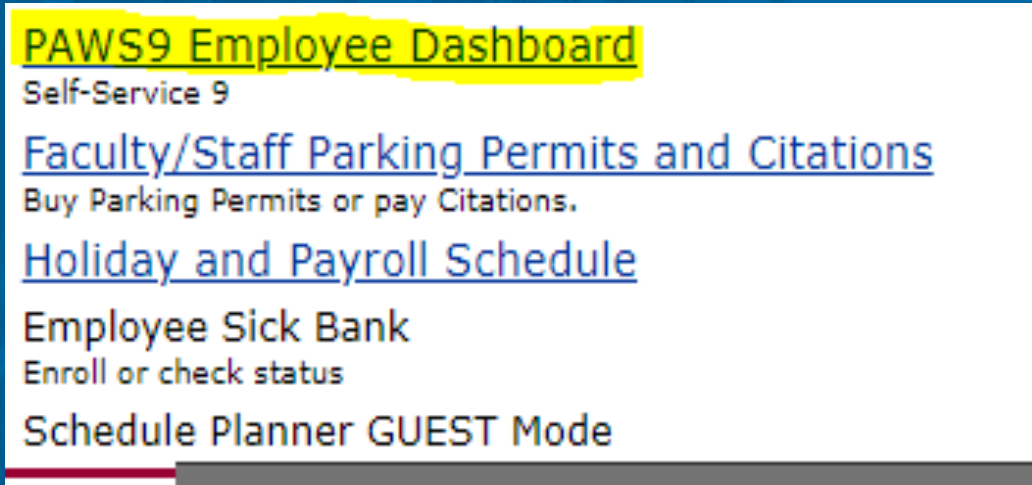 PAWS9 Employee Dashboard
Self-Service 9
Faculty/Staff Parking Permits and Citations
Buy Parking Permits or pay Citations.
Holiday and Payroll Schedule
Employee Sick Bank
Enroll or check status
Schedule Planner GUEST Mode